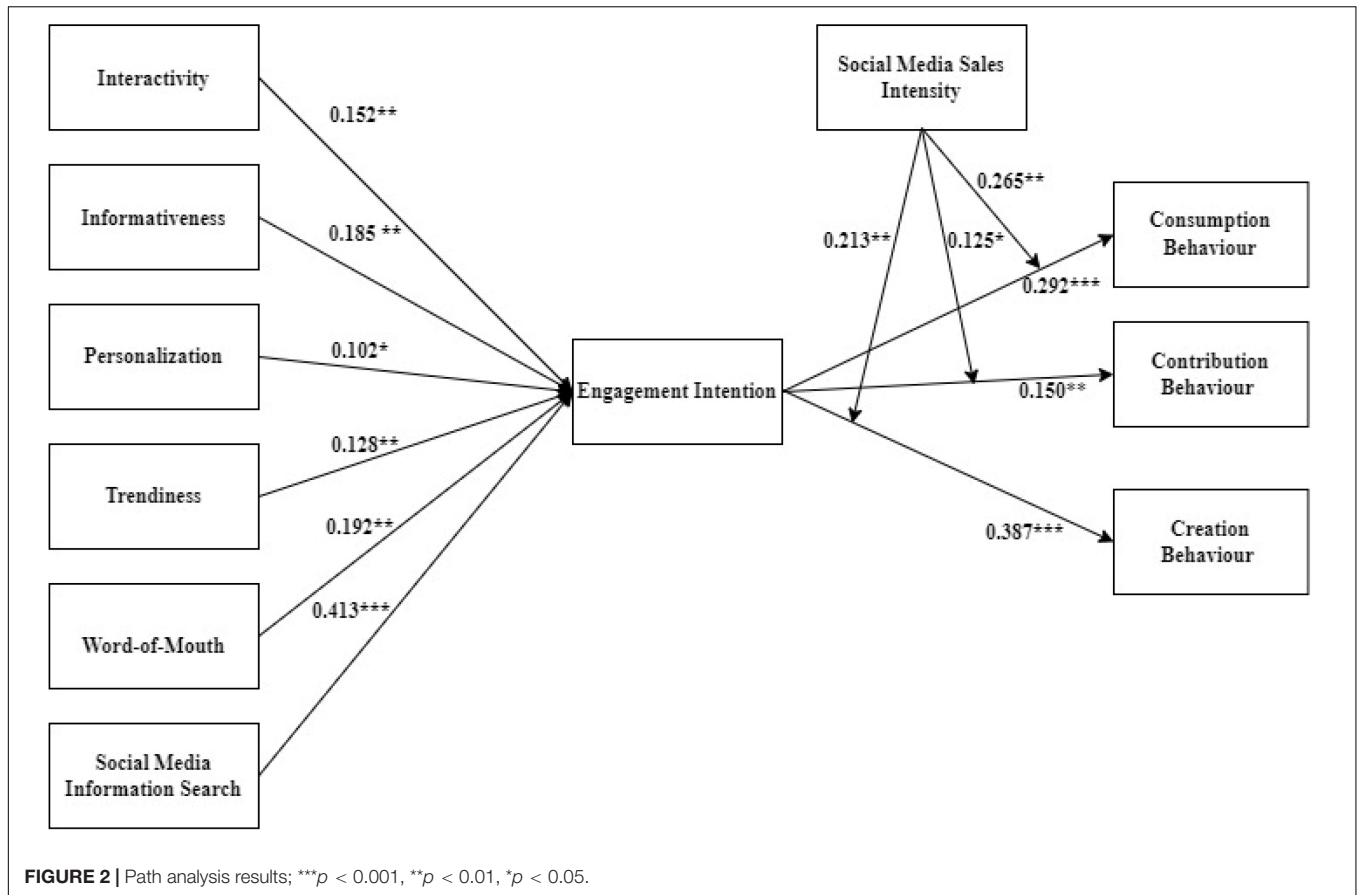 Interactivity
0.152**
Informativeness
0.185 **
Personalization
0.102*
Trendiness
0.128**
Word-of-Mouth
0.192**
Social Media
Information Search
0.413***
Engagement Intention
Social Media Sales
Intensity
0.265**
0.213**
0.125*
Consumption
Behaviour
0.292***
Contribution
Behaviour
0.150**
Creation
Behaviour
0.387***
FIGURE 2 | Path analysis results; ***p < 0.001, **p < 0.01, *p < 0.05.